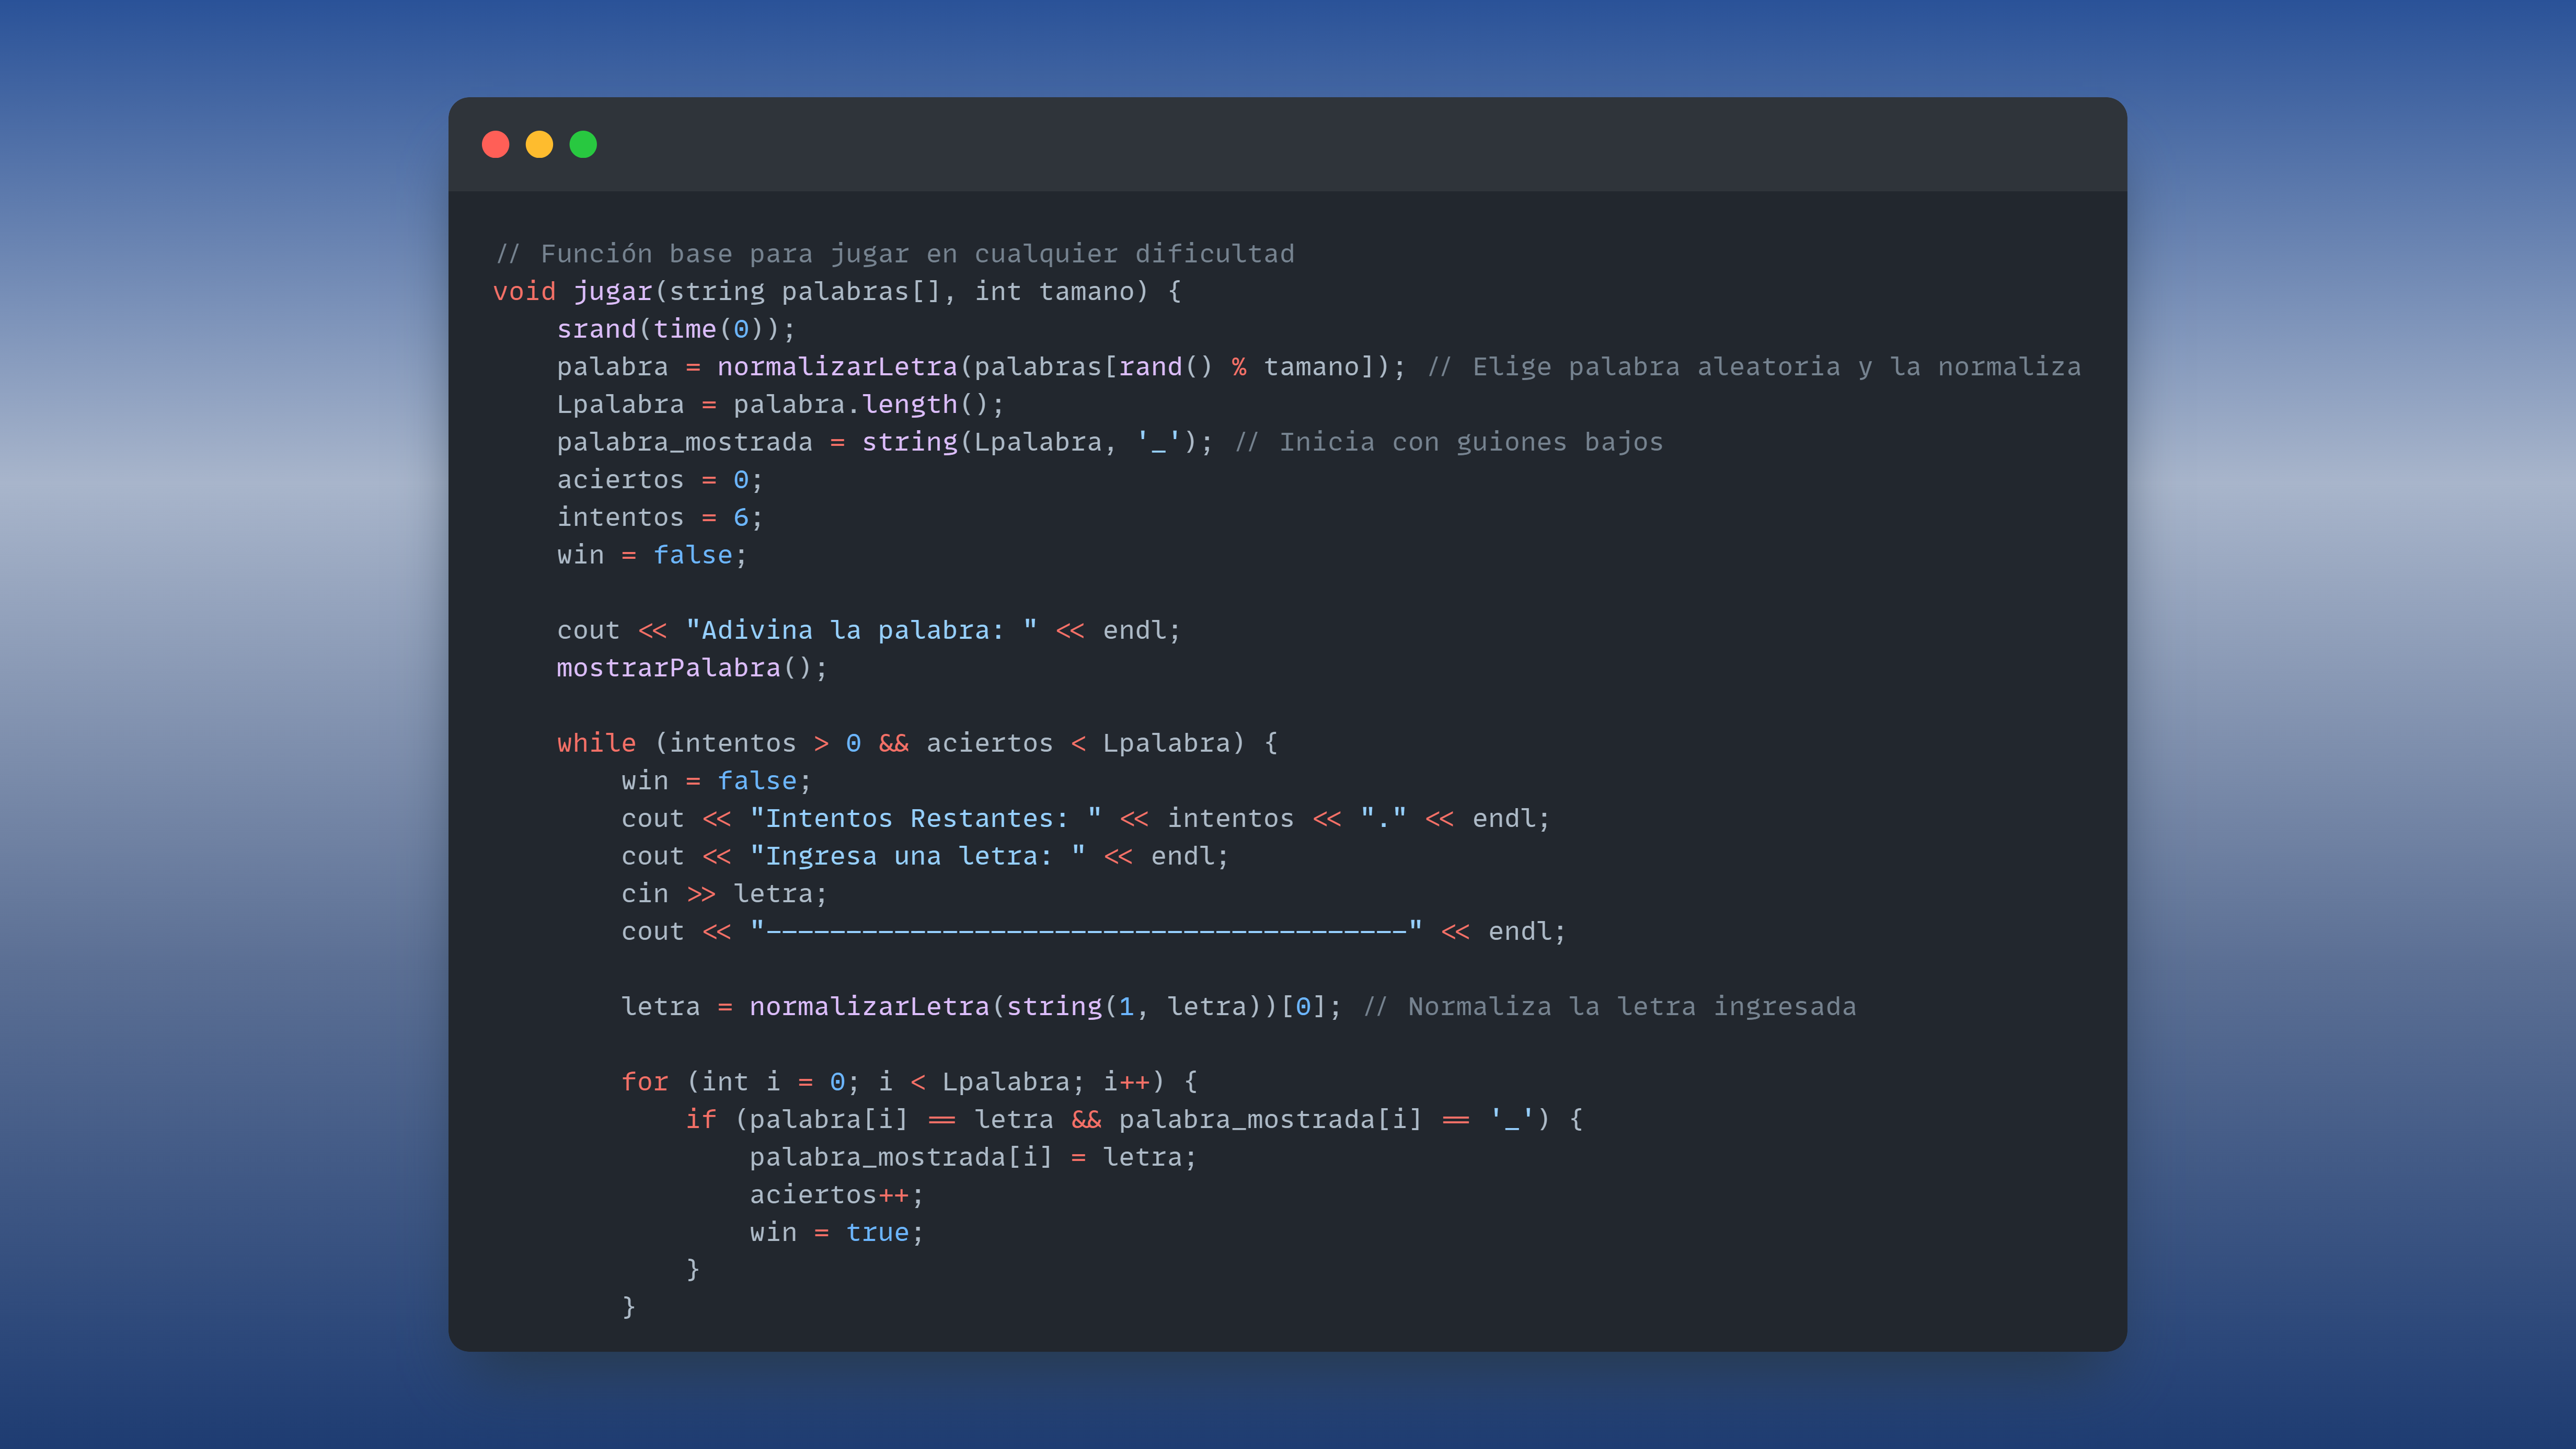 // Función base para jugar en cualquier dificultad
void jugar(string palabras[], int tamano) {
    srand(time(0));
    palabra = normalizarLetra(palabras[rand() % tamano]); // Elige palabra aleatoria y la normaliza
    Lpalabra = palabra.length();
    palabra_mostrada = string(Lpalabra, '_'); // Inicia con guiones bajos
    aciertos = 0;
    intentos = 6;
    win = false;

    cout << "Adivina la palabra: " << endl;
    mostrarPalabra();

    while (intentos > 0 && aciertos < Lpalabra) {
        win = false;
        cout << "Intentos Restantes: " << intentos << "." << endl;
        cout << "Ingresa una letra: " << endl;
        cin >> letra;
        cout << "----------------------------------------" << endl;

        letra = normalizarLetra(string(1, letra))[0]; // Normaliza la letra ingresada

        for (int i = 0; i < Lpalabra; i++) {
            if (palabra[i] == letra && palabra_mostrada[i] == '_') {
                palabra_mostrada[i] = letra;
                aciertos++;
                win = true;
            }
        }